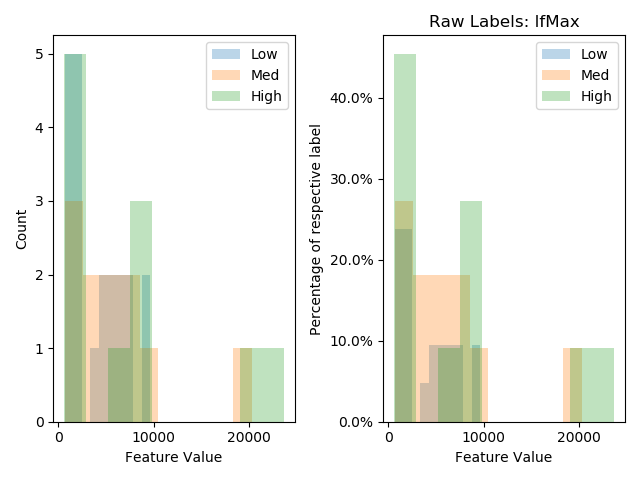 Raw Labels: lfMax
5
4
3
2
1
0
Count
0
10000
20000
Feature Value
Low
Med
High
40.0%
30.0%
20.0%
10.0%
0.0%
Percentage of respective label
0
10000
20000
Feature Value
Low
Med
High